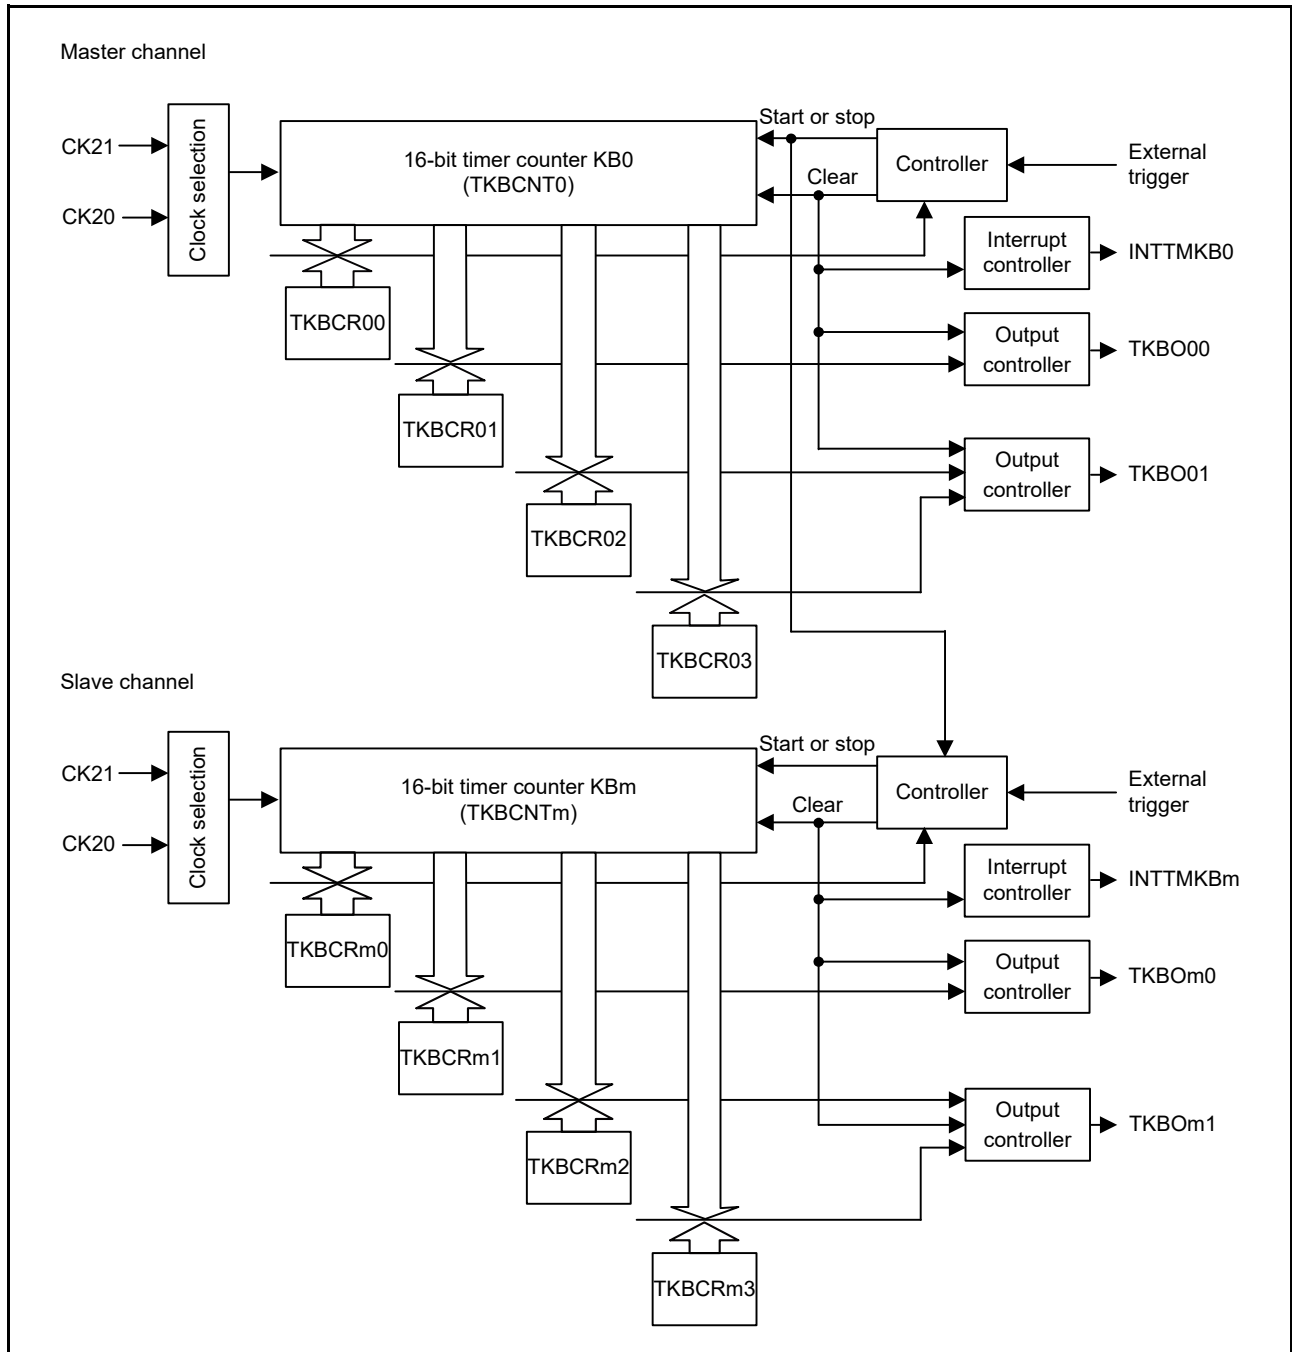 Master channel
CK21
CK20
Clock selection
16-bit timer counter KB0
(TKBCNT0)
Start or stop
Clear
Controller
External
trigger
Interrupt
controller
INTTMKB0
TKBCR00
Output
controller
TKBO00
TKBCR01
Output
controller
TKBO01
TKBCR02
TKBCR03
Slave channel
CK21
CK20
Clock selection
16-bit timer counter KBm
(TKBCNTm)
Start or stop
Clear
Controller
External
trigger
Interrupt
controller
INTTMKBm
TKBCRm0
Output
controller
TKBOm0
TKBCRm1
Output
controller
TKBOm1
TKBCRm2
TKBCRm3